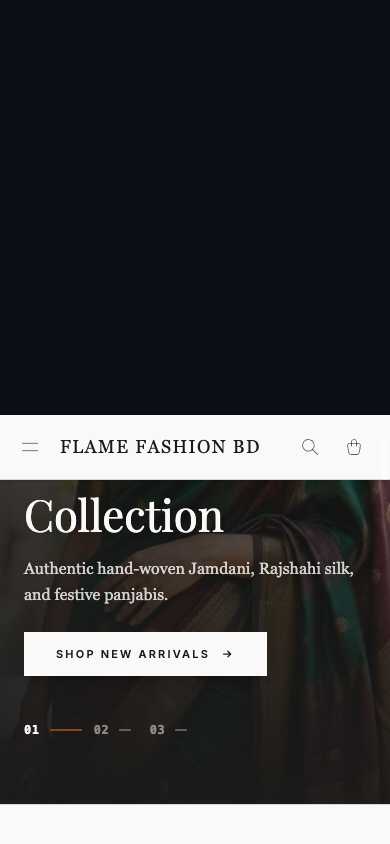 FLAME FASHION BD
Collection
Authentic hand-woven Jamdani, Rajshahi silk,
and festive panjabis.
SHOP NEW ARRIVALS →
01 02 03